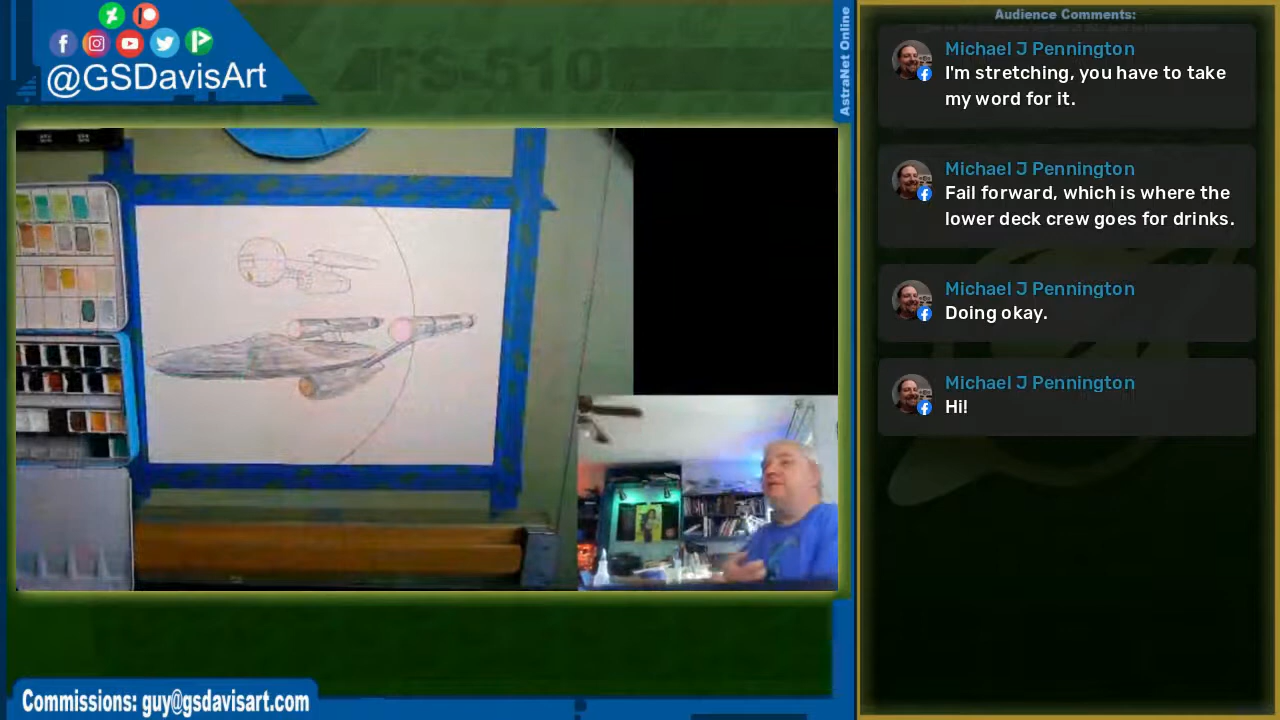 @GSDavisArt
AstraNet Online
Audience Comments:
Michael J Pennington
I'm stretching, you have to take
my word for it.
Michael J Pennington
Fail forward, which is where the
lower deck crew goes for drinks.
Michael J Pennington
Doing okay.
Michael J Pennington
Hi!
Commissions: guy@gsdavisart.com